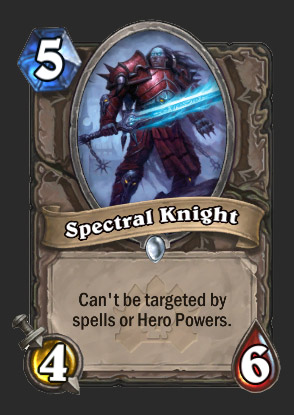 5
Spectral Knight
Can't be targeted by
spells or Hero Powers.
4
6